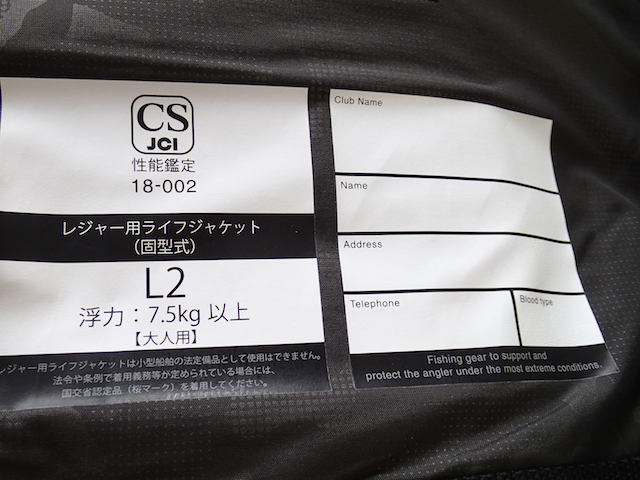 CS
JCI
性能鑑定
18-002
レジャー用ライフジャケット
(固型式)
L2
浮力：7.5kg 以上
【大人用】
レジャー用ライフジャケットは小型船舶の法定備品として使用はできません。
法令や条例で着用義務等が定められている場合には、
国交省認定品（桜マーク）を着用してください。
Club Name
Name
Address
Telephone
Blood type
Fishing gear to support and
protect the angler under the most extreme conditions.